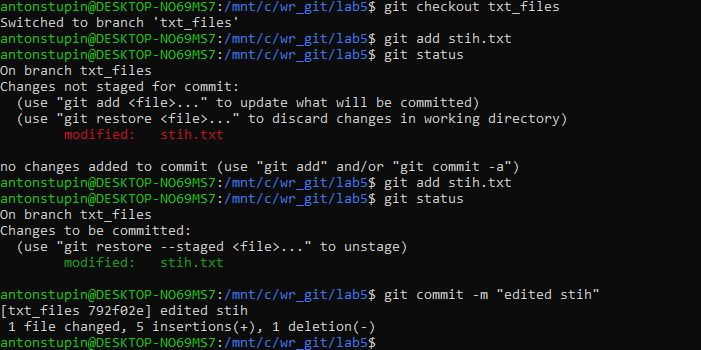 antonstupin@DESKTOP-NO69MS7:/mnt/c/wr_git/lab5$ git checkout txt_files
Switched to branch 'txt_files'
antonstupin@DESKTOP-NO69MS7:/mnt/c/wr_git/lab5$ git add stih.txt
antonstupin@DESKTOP-NO69MS7:/mnt/c/wr_git/lab5$ git status
On branch txt_files
Changes not staged for commit:
  (use "git add <file>..." to update what will be committed)
  (use "git restore <file>..." to discard changes in working directory)
        modified:   stih.txt

no changes added to commit (use "git add" and/or "git commit -a")
antonstupin@DESKTOP-NO69MS7:/mnt/c/wr_git/lab5$ git add stih.txt
antonstupin@DESKTOP-NO69MS7:/mnt/c/wr_git/lab5$ git status
On branch txt_files
Changes to be committed:
  (use "git restore --staged <file>..." to unstage)
        modified:   stih.txt

antonstupin@DESKTOP-NO69MS7:/mnt/c/wr_git/lab5$ git commit -m "edited stih"
[txt_files 792f02e] edited stih
 1 file changed, 5 insertions(+), 1 deletion(-)
antonstupin@DESKTOP-NO69MS7:/mnt/c/wr_git/lab5$